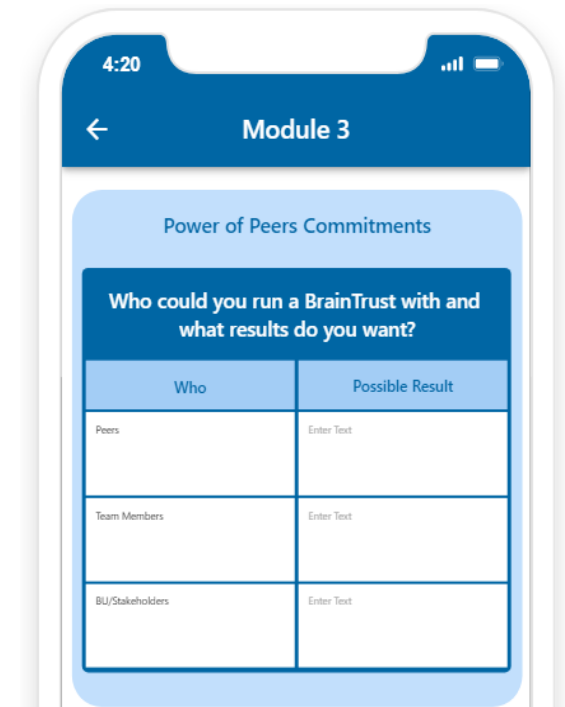 4:20
Module 3
Power of Peers Commitments
Who could you run a BrainTrust with and
what results do you want?
Who
Possible Result
Peers
Enter Text
Team Members
Enter Text
BU/Stakeholders
Enter Text